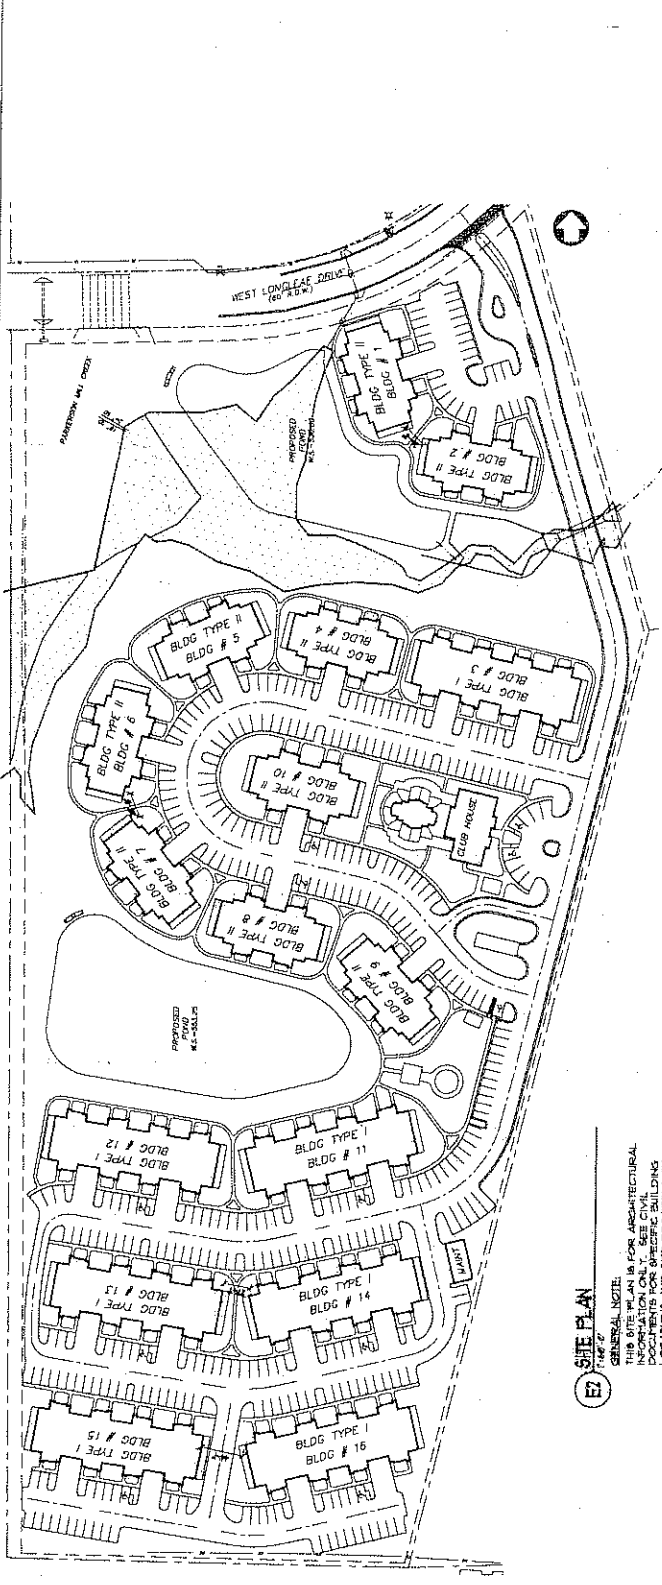 WEST LONGLEAF DRIVE
(60' R.O.W.)
PARKERSON MILL CREEK
PROPOSED
POND
BLDG TYPE II
BLDG # 1
BLDG TYPE II
BLDG # 2
BLDG TYPE I
BLDG # 3
BLDG TYPE II
BLDG # 4
BLDG TYPE II
BLDG # 5
BLDG TYPE II
BLDG # 6
BLDG TYPE II
BLDG # 7
BLDG TYPE II
BLDG # 8
BLDG TYPE II
BLDG # 9
BLDG TYPE II
BLDG # 10
CLUB HOUSE
PROPOSED
POND
BLDG TYPE I
BLDG # 11
BLDG TYPE I
BLDG # 12
BLDG TYPE I
BLDG # 13
BLDG TYPE I
BLDG # 14
MAINT
BLDG TYPE I
BLDG # 15
BLDG TYPE I
BLDG # 16
E2
SITE PLAN
GENERAL NOTE:
THIS SITE PLAN IS FOR ARCHITECTURAL
INFORMATION ONLY. SEE CIVIL
DOCUMENTS FOR SPECIFIC BUILDING